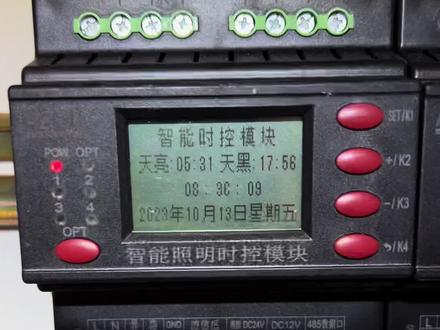 智能时控模块
天亮:05:31 天黑:17:56
08:36:09
2023年10月13日星期五
POW OPT
1 2
3 4
OPT
SET/K1
+/K2
-/K3
↰/K4
智能照明时控模块
L N GND DC24V DC12V 485数据口